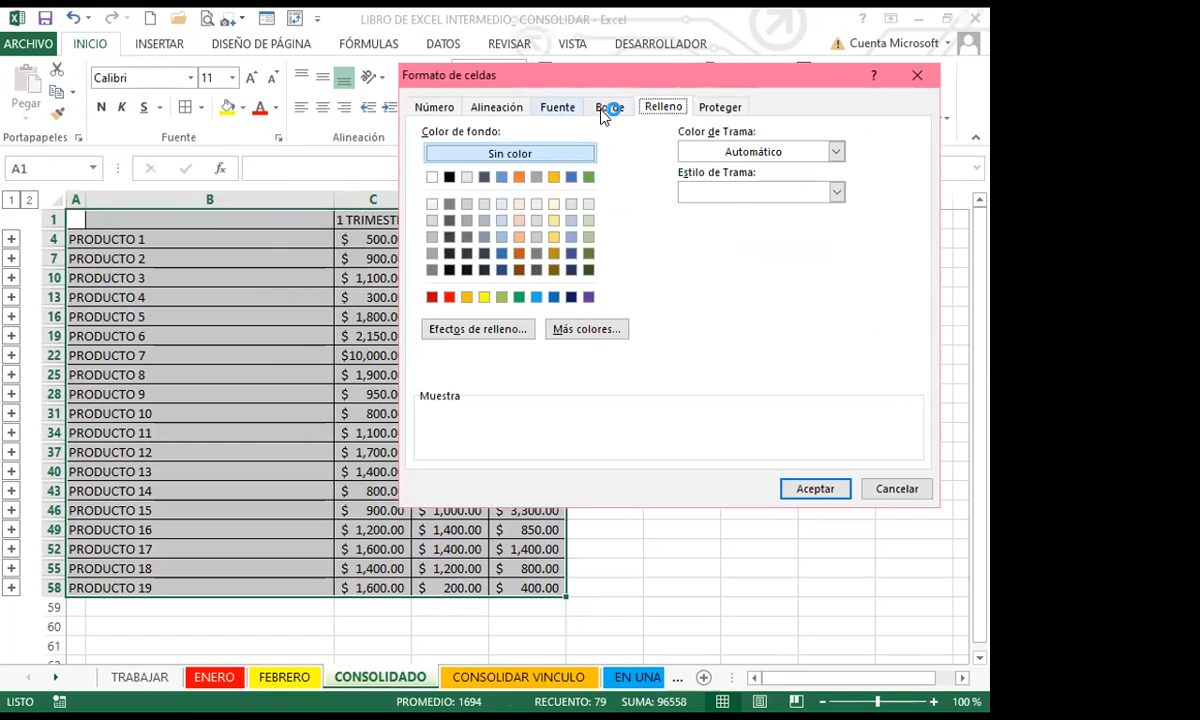 LIBRO DE EXCEL INTERMEDIO_ CONSOLIDAR - Excel
ARCHIVO INICIO INSERTAR DISEÑO DE PÁGINA FÓRMULAS DATOS REVISAR VISTA DESARROLLADOR Cuenta Microsoft
Pegar
Calibri 11
N K S
Portapapeles Fuente Alineación
A1
Formato de celdas
Número Alineación Fuente Borde Relleno Proteger
Color de fondo:
Sin color
Color de Trama:
Automático
Estilo de Trama:
Efectos de relleno... Más colores...
Muestra
Aceptar Cancelar
1 2 A B C
1 1 TRIMEST
4 PRODUCTO 1 $ 500.0
7 PRODUCTO 2 $ 900.0
10 PRODUCTO 3 $ 1,100.0
13 PRODUCTO 4 $ 300.0
16 PRODUCTO 5 $ 1,800.0
19 PRODUCTO 6 $ 2,150.0
22 PRODUCTO 7 $10,000.0
25 PRODUCTO 8 $ 1,900.0
28 PRODUCTO 9 $ 950.0
31 PRODUCTO 10 $ 800.0
34 PRODUCTO 11 $ 1,100.0
37 PRODUCTO 12 $ 1,700.0
40 PRODUCTO 13 $ 1,400.0
43 PRODUCTO 14 $ 800.0
46 PRODUCTO 15 $ 900.00 $ 1,000.00 $ 3,300.00
49 PRODUCTO 16 $ 1,200.00 $ 1,400.00 $ 850.00
52 PRODUCTO 17 $ 1,600.00 $ 1,400.00 $ 1,400.00
55 PRODUCTO 18 $ 1,400.00 $ 1,200.00 $ 800.00
58 PRODUCTO 19 $ 1,600.00 $ 200.00 $ 400.00
59
60
61
TRABAJAR ENERO FEBRERO CONSOLIDADO CONSOLIDAR VINCULO EN UNA ...
LISTO PROMEDIO: 1694 RECUENTO: 79 SUMA: 96558 100 %